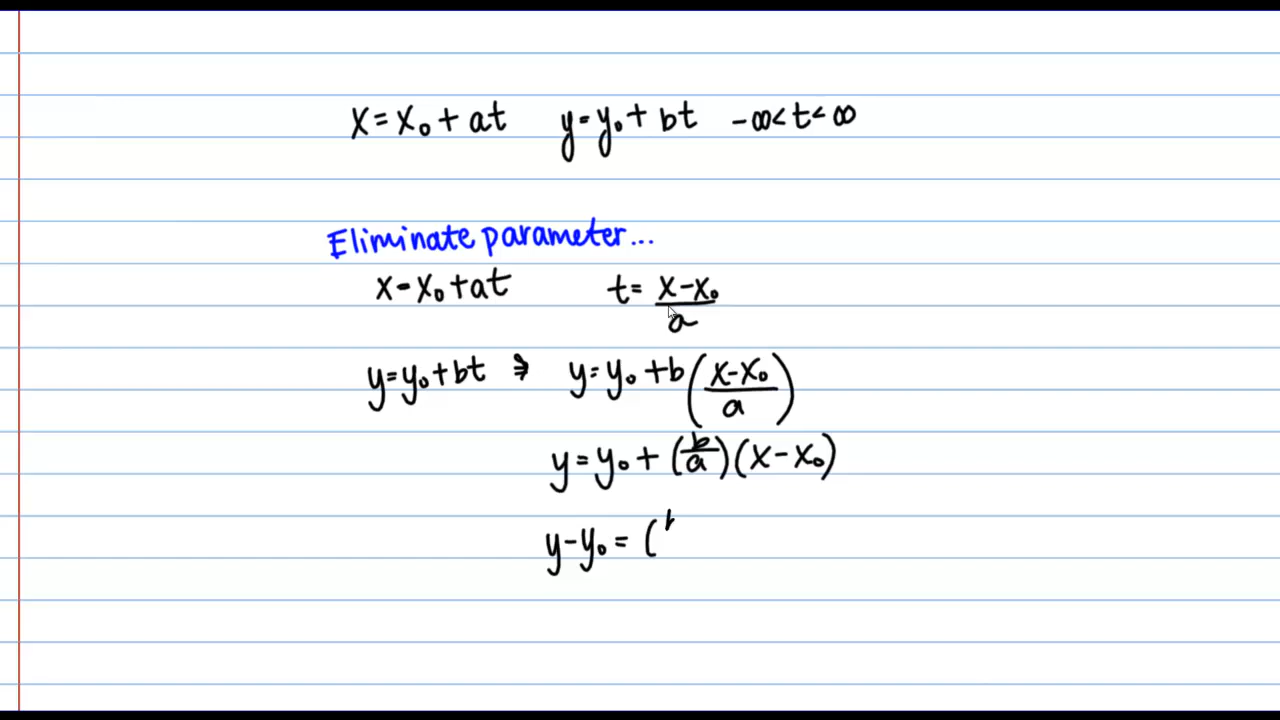 x = x₀ + at y = y₀ + bt -∞ < t < ∞
Eliminate parameter...
x - x₀ + at t = (x - x₀)/a
y = y₀ + bt ⇒ y = y₀ + b((x - x₀)/a)
y = y₀ + (b/a)(x - x₀)
y - y₀ = (